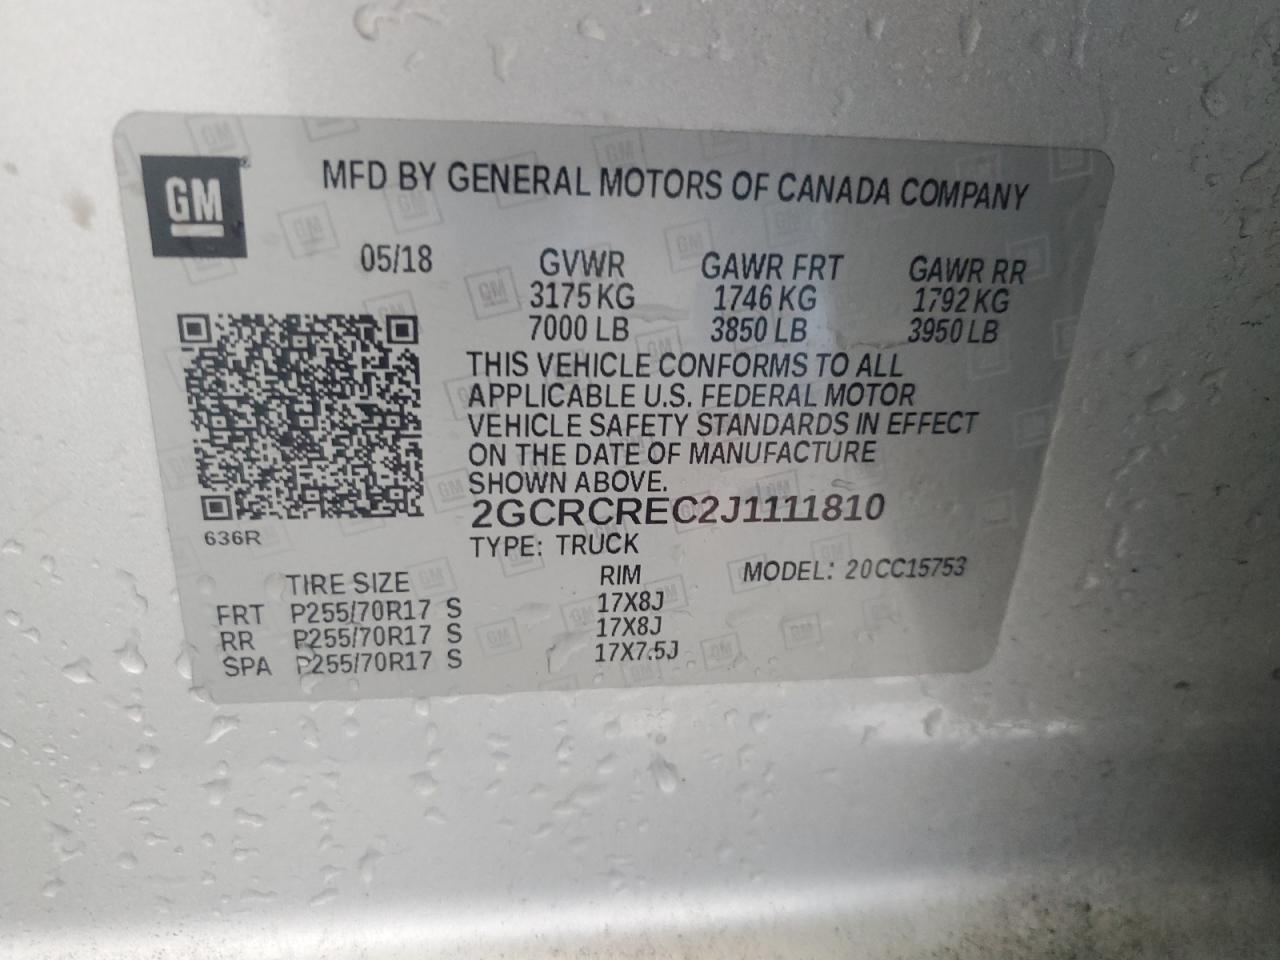 GM
MFD BY GENERAL MOTORS OF CANADA COMPANY
05/18 GVWR GAWR FRT GAWR RR
3175 KG 1746 KG 1792 KG
7000 LB 3850 LB 3950 LB
THIS VEHICLE CONFORMS TO ALL
APPLICABLE U.S. FEDERAL MOTOR
VEHICLE SAFETY STANDARDS IN EFFECT
ON THE DATE OF MANUFACTURE
SHOWN ABOVE.
2GCRCREC2J1111810
636R
TYPE: TRUCK
MODEL: 20CC15753
TIRE SIZE RIM
FRT P255/70R17 S 17X8J
RR P255/70R17 S 17X8J
SPA P255/70R17 S 17X7.5J